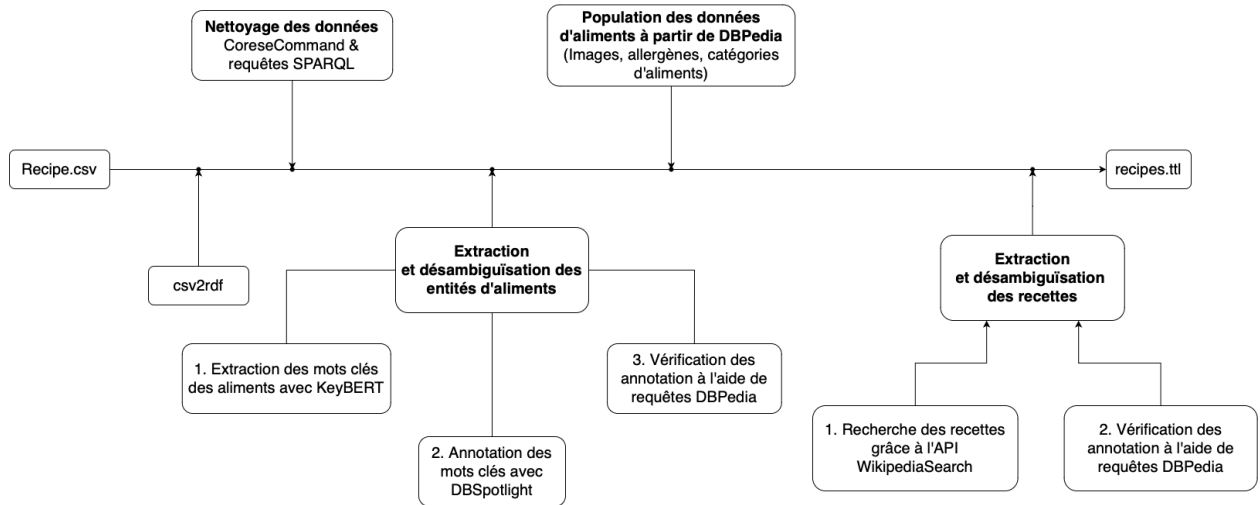 Nettoyage des données
CoreseCommand &
requêtes SPARQL
Population des données
d'aliments à partir de DBPedia
(Images, allergènes, catégories
d'aliments)
Recipe.csv
recipes.ttl
csv2rdf
Extraction
et désambiguïsation des
entités d'aliments
Extraction
et désambiguïsation
des recettes
1. Extraction des mots clés
des aliments avec KeyBERT
2. Annotation des
mots clés avec
DBSpotlight
3. Vérification des
annotation à l'aide de
requêtes DBPedia
1. Recherche des recettes
grâce à l'API
WikipediaSearch
2. Vérification des
annotation à l'aide de
requêtes DBPedia